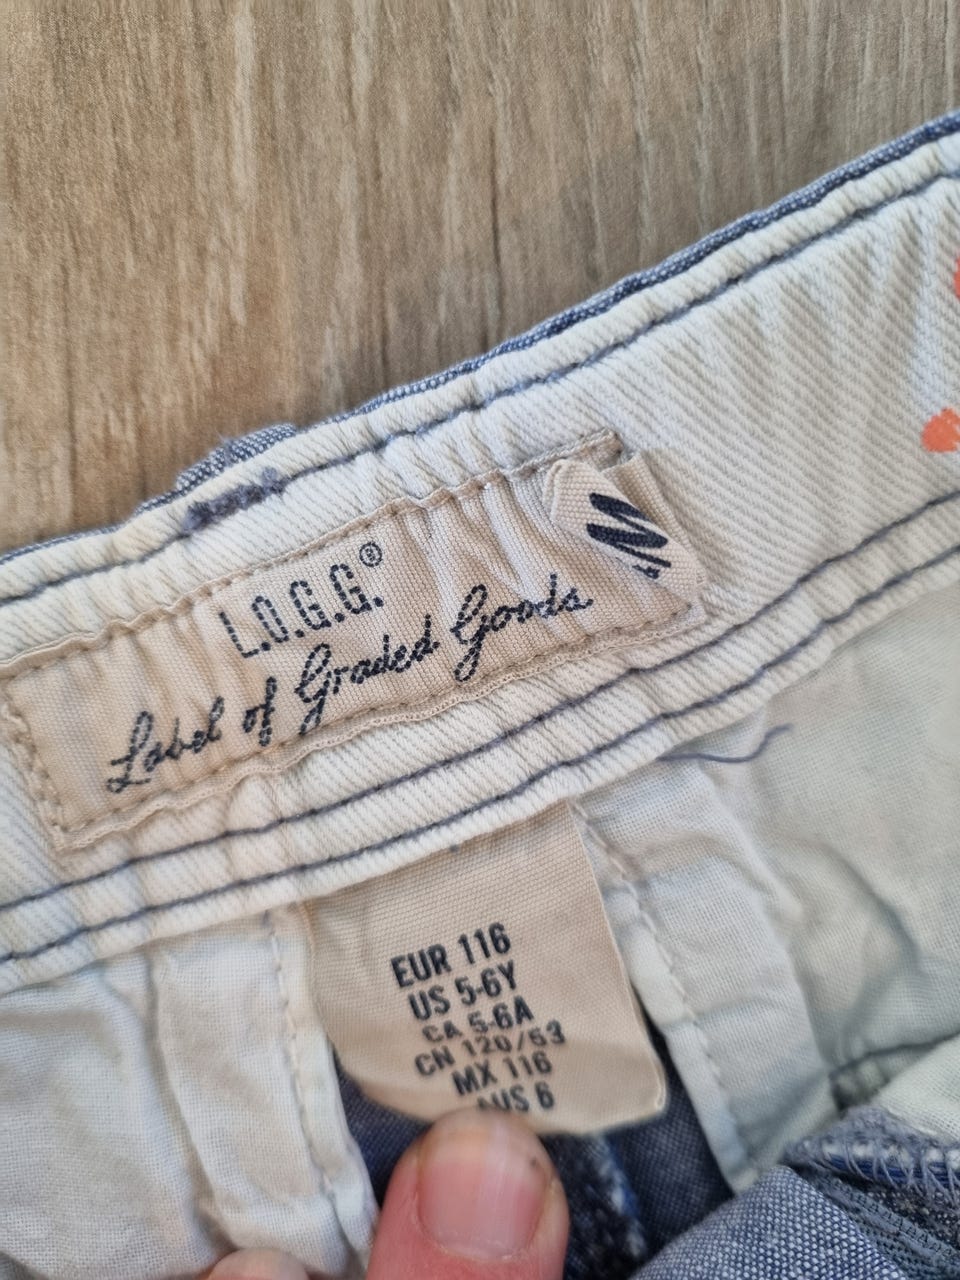 L.O.G.G.®
Label of Graded Goods
EUR 116
US 5-6Y
CA 5-6A
CN 120/53
MX 116
AUS 6